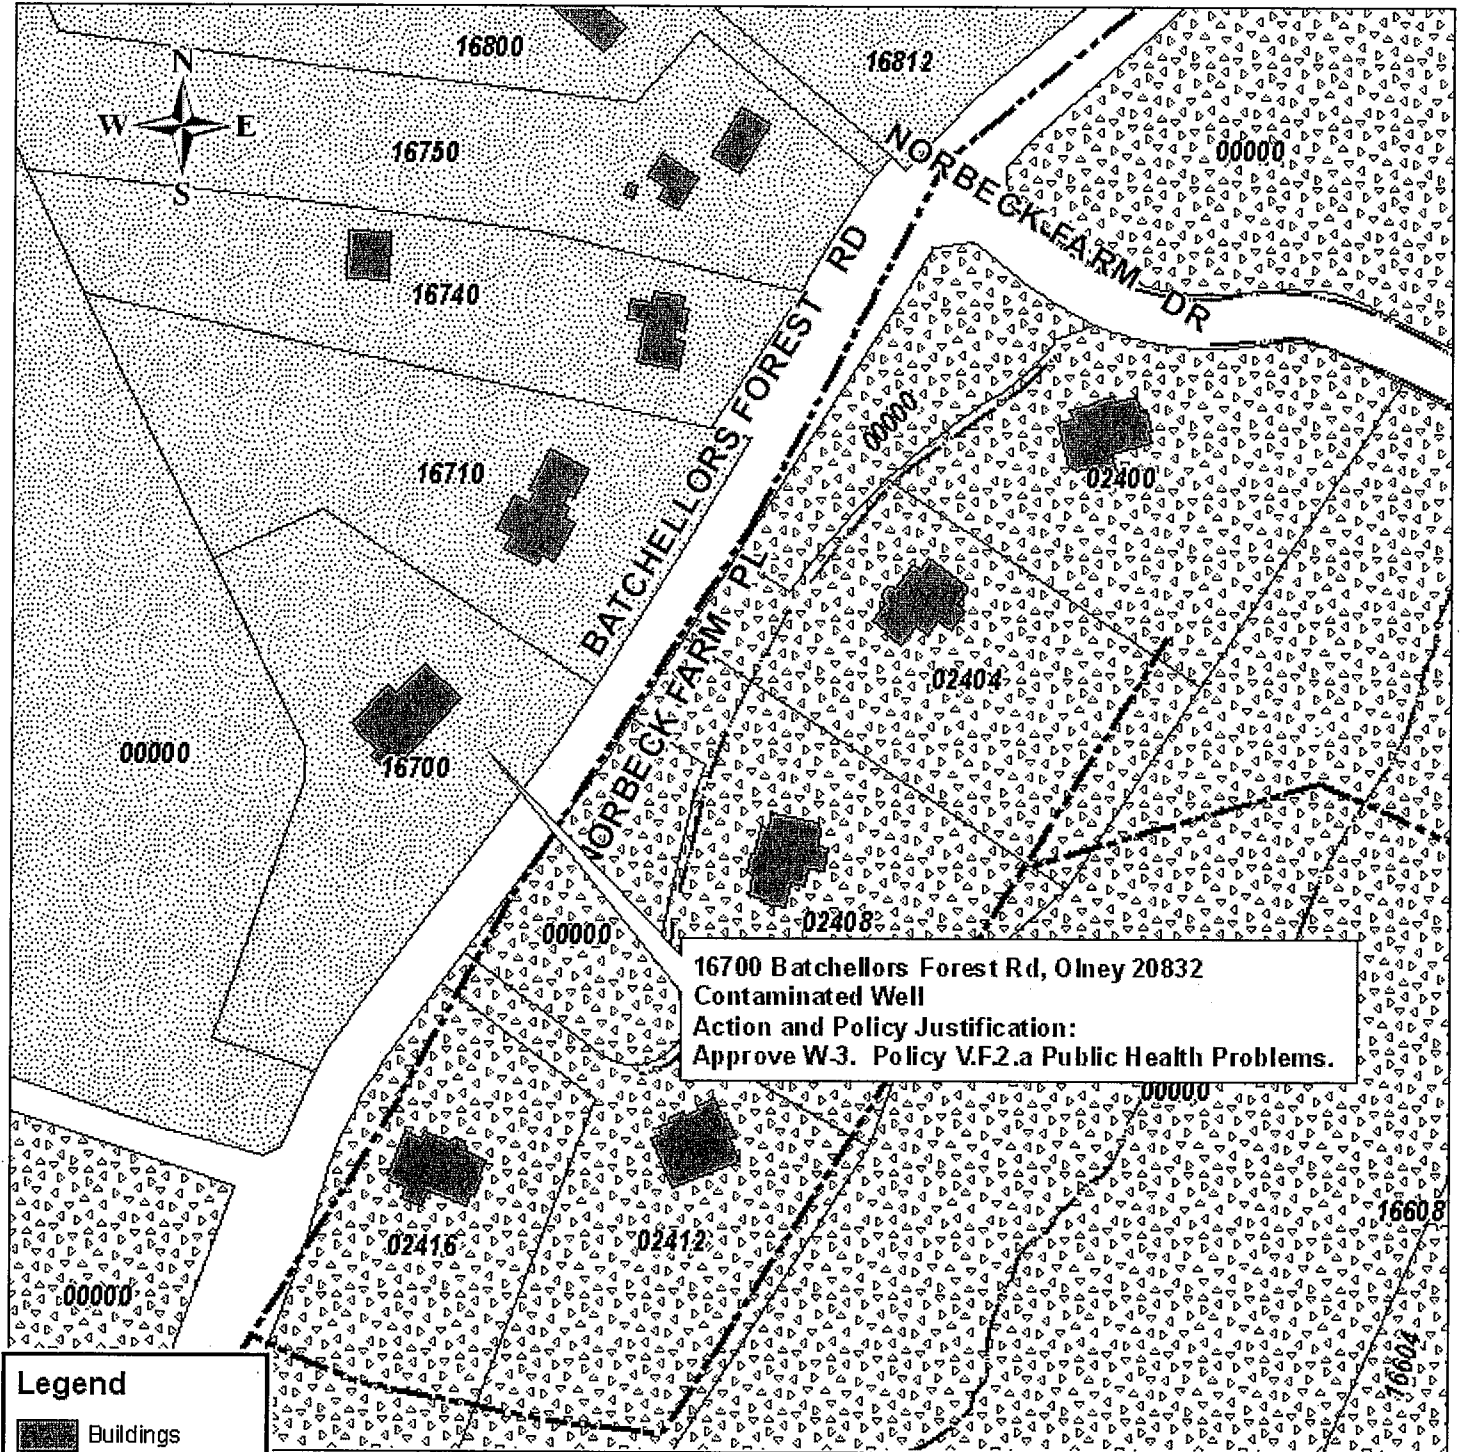 16800
16812
N
W E
S
16750
00000
NORBECK FARM DR
16740
BATCHELLORS FOREST RD
00000
16710
02400
NORBECK FARM PL
02404
00000
16700
02408
00000
16700 Batchellors Forest Rd, Olney 20832
Contaminated Well
Action and Policy Justification:
Approve W-3. Policy V.F.2.a Public Health Problems.
00000
16608
02416
02412
00000
16604
Legend
Buildings